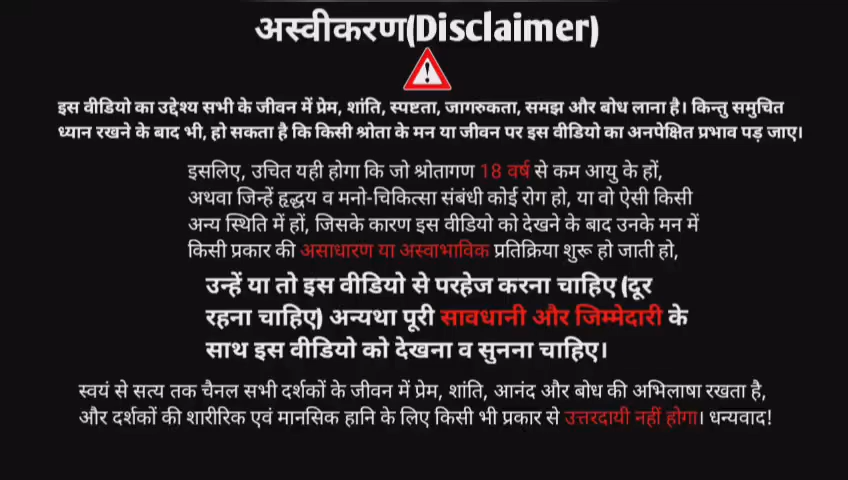 अस्वीकरण(Disclaimer)
इस वीडियो का उद्देश्य सभी के जीवन में प्रेम, शांति, स्पष्टता, जागरुकता, समझ और बोध लाना है। किन्तु समुचित
ध्यान रखने के बाद भी, हो सकता है कि किसी श्रोता के मन या जीवन पर इस वीडियो का अनपेक्षित प्रभाव पड़ जाए।
इसलिए, उचित यही होगा कि जो श्रोतागण 18 वर्ष से कम आयु के हों,
अथवा जिन्हें हृद्धय व मनो-चिकित्सा संबंधी कोई रोग हो, या वो ऐसी किसी
अन्य स्थिति में हों, जिसके कारण इस वीडियो को देखने के बाद उनके मन में
किसी प्रकार की असाधारण या अस्वाभाविक प्रतिक्रिया शुरू हो जाती हो,
उन्हें या तो इस वीडियो से परहेज करना चाहिए (दूर
रहना चाहिए) अन्यथा पूरी सावधानी और जिम्मेदारी के
साथ इस वीडियो को देखना व सुनना चाहिए।
स्वयं से सत्य तक चैनल सभी दर्शकों के जीवन में प्रेम, शांति, आनंद और बोध की अभिलाषा रखता है,
और दर्शकों की शारीरिक एवं मानसिक हानि के लिए किसी भी प्रकार से उत्तरदायी नहीं होगा। धन्यवाद!